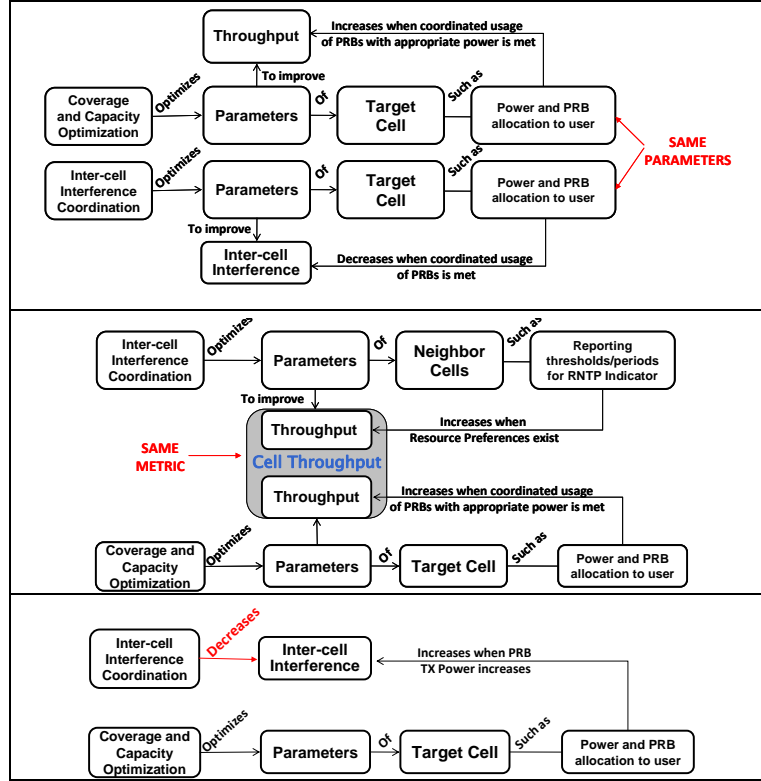 Throughput
Increases when coordinated usage
of PRBs with appropriate power is met
To improve
Coverage
and Capacity
Optimization
Optimizes
Parameters
Of
Target
Cell
Such as
Power and PRB
allocation to user
SAME
PARAMETERS
Inter-cell
Interference
Coordination
Optimizes
Parameters
Of
Target
Cell
Such as
Power and PRB
allocation to user
To improve
Inter-cell
Interference
Decreases when coordinated usage
of PRBs is met
Inter-cell
Interference
Coordination
Optimizes
Parameters
Of
Neighbor
Cells
Such as
Reporting
thresholds/periods
for RNTP Indicator
To improve
Throughput
Increases when
Resource Preferences exist
SAME
METRIC
Cell Throughput
Throughput
Increases when coordinated usage
of PRBs with appropriate power is met
Coverage and
Capacity
Optimization
Optimizes
Parameters
Of
Target Cell
Such as
Power and PRB
allocation to user
Inter-cell
Interference
Coordination
Decreases
Inter-cell
Interference
Increases when PRB
TX Power increases
Coverage and
Capacity
Optimization
Optimizes
Parameters
Of
Target Cell
Such as
Power and PRB
allocation to user